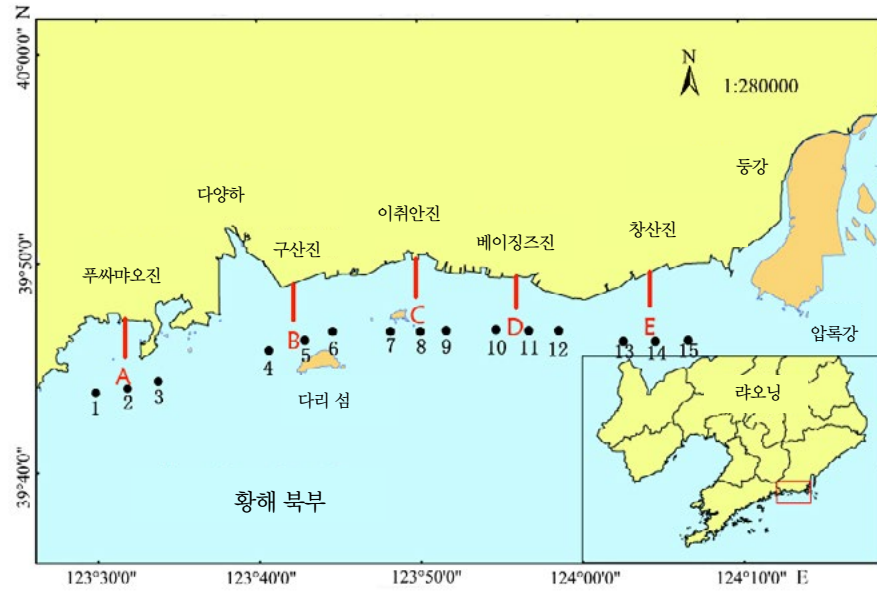 40°00'0" N
N
1:280000
둥강
다양하
이취안진
구산진
베이징즈진
창산진
39°50'0"
푸싸먀오진
A
B
C
D
E
압록강
1
2
3
4
5
6
7
8
9
10
11
12
13
14
15
다리 섬
랴오닝
39°40'0"
황해 북부
123°30'0"
123°40'0"
123°50'0"
124°00'0"
124°10'0" E